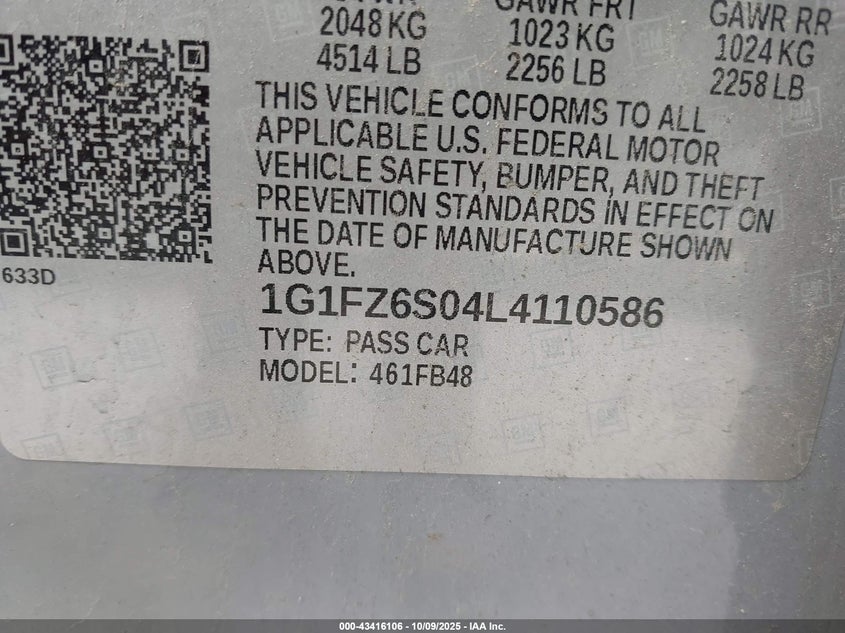 2048 KG
4514 LB
GAWR FRT
1023 KG
2256 LB
GAWR RR
1024 KG
2258 LB
THIS VEHICLE CONFORMS TO ALL
APPLICABLE U.S. FEDERAL MOTOR
VEHICLE SAFETY, BUMPER, AND THEFT
PREVENTION STANDARDS IN EFFECT ON
THE DATE OF MANUFACTURE SHOWN
ABOVE.
633D
1G1FZ6S04L4110586
TYPE: PASS CAR
MODEL: 461FB48
000-43416106 - 10/09/2025 - IAA Inc.